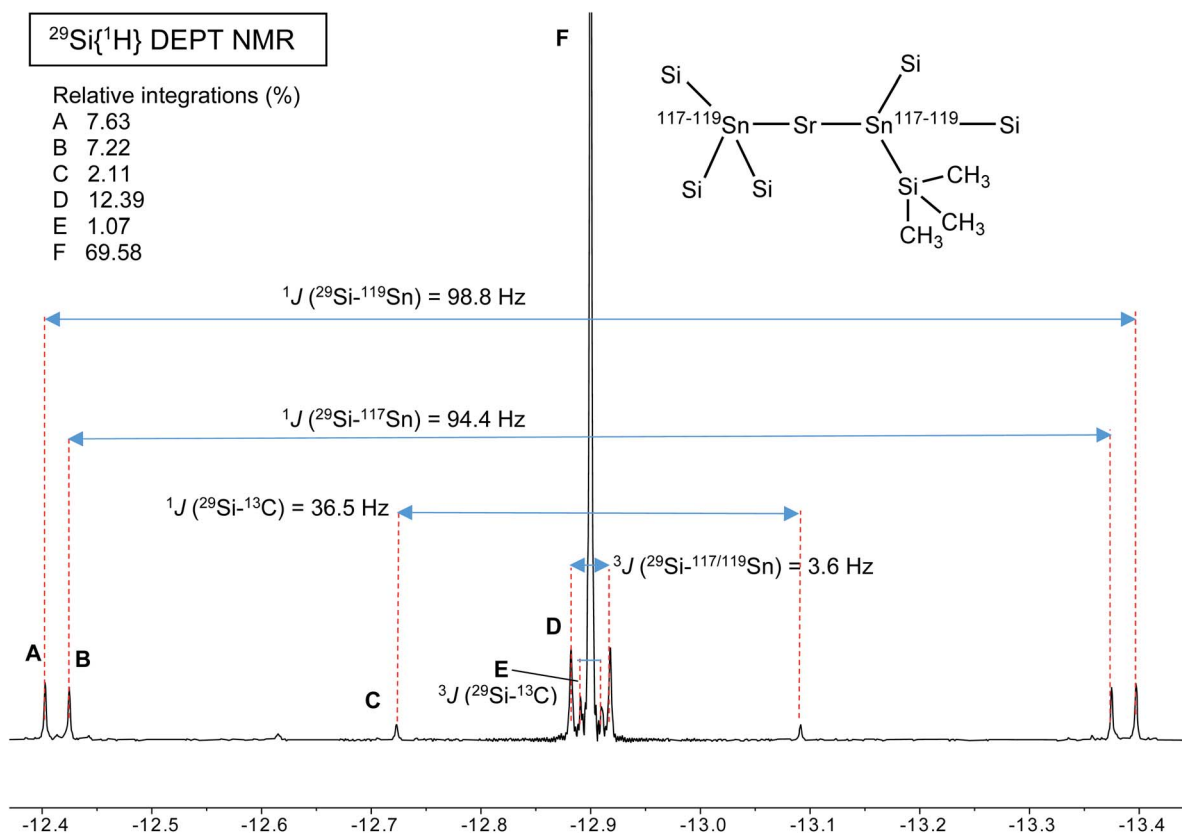 ²⁹Si{¹H} DEPT NMR
Relative integrations (%)
A 7.63
B 7.22
C 2.11
D 12.39
E 1.07
F 69.58
F
Si
Si
¹¹⁷⁻¹¹⁹Sn
Sr
Sn¹¹⁷⁻¹¹⁹
Si
Si
Si
Si
CH₃
CH₃
CH₃
¹J (²⁹Si-¹¹⁹Sn) = 98.8 Hz
¹J (²⁹Si-¹¹⁷Sn) = 94.4 Hz
¹J (²⁹Si-¹³C) = 36.5 Hz
³J (²⁹Si-¹¹⁷/¹¹⁹Sn) = 3.6 Hz
A
B
C
D
E
³J (²⁹Si-¹³C)
-12.4 -12.5 -12.6 -12.7 -12.8 -12.9 -13.0 -13.1 -13.2 -13.3 -13.4